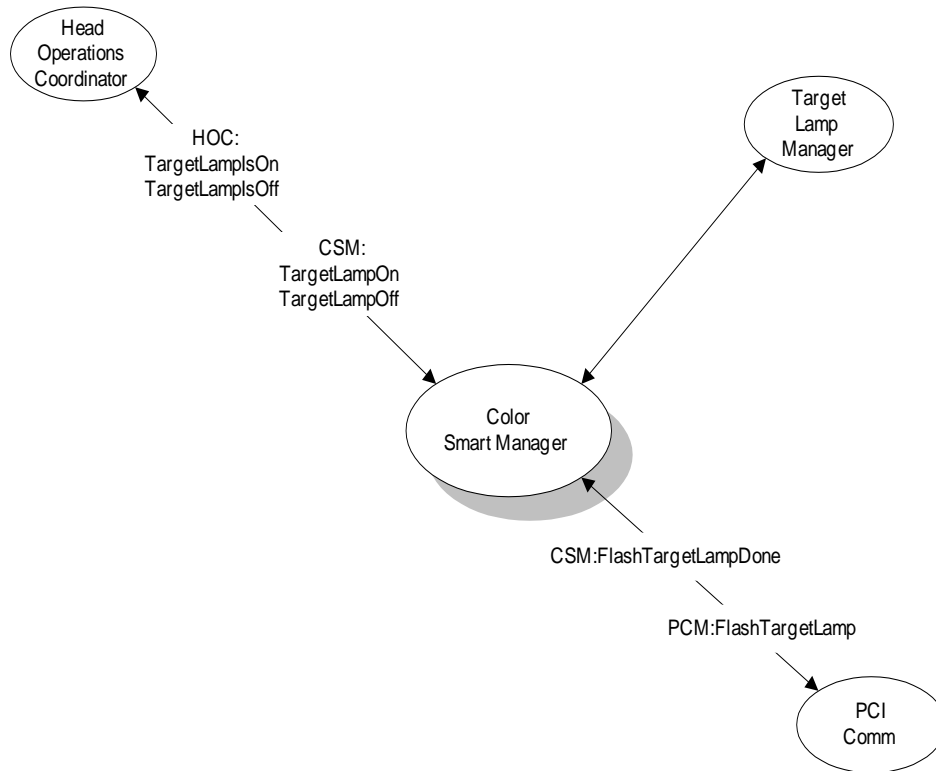 Head
Operations
Coordinator
Target
Lamp
Manager
HOC:
TargetLampIsOn
TargetLampIsOff
CSM:
TargetLampOn
TargetLampOff
Color
Smart Manager
CSM:FlashTargetLampDone
PCM:FlashTargetLamp
PCI
Comm